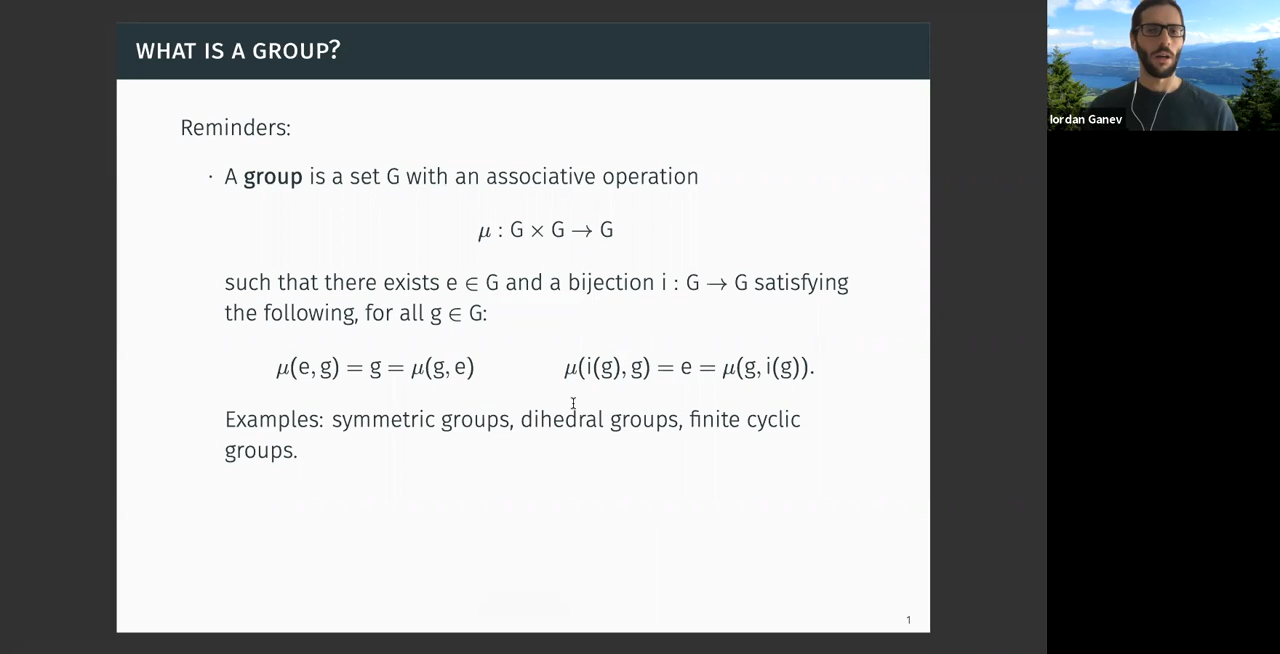 WHAT IS A GROUP?
Reminders:
· A group is a set G with an associative operation
μ : G × G → G
such that there exists e ∈ G and a bijection i : G → G satisfying
the following, for all g ∈ G:
μ(e, g) = g = μ(g, e) μ(i(g), g) = e = μ(g, i(g)).
Examples: symmetric groups, dihedral groups, finite cyclic
groups.
1
Iordan Ganev